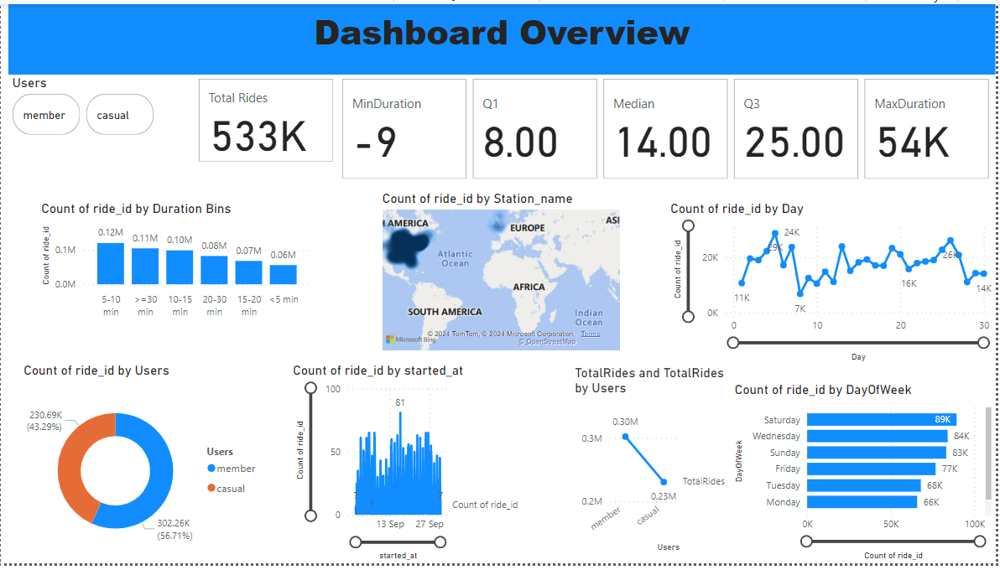 Dashboard Overview
Users
member
casual
Total Rides
533K
MinDuration
-9
Q1
8.00
Median
14.00
Q3
25.00
MaxDuration
54K
Count of ride_id by Duration Bins
Count of ride_id
0.1M
0.0M
0.12M
0.11M
0.10M
0.08M
0.07M
0.06M
5-10 min
>=30 min
10-15 min
20-30 min
15-20 min
<5 min
Count of ride_id by Station_name
AMERICA
EUROPE
ASI
Atlantic
Ocean
AFRICA
SOUTH AMERICA
Indian
Ocean
Microsoft Bing
© 2024 TomTom, © 2024 Microsoft Corporation, Terms
© OpenStreetMap
Count of ride_id by Day
Count of ride_id
20K
0K
11K
29K
24K
7K
16K
26K
14K
0
10
20
30
Day
Count of ride_id by Users
230.69K
(43.29%)
302.26K
(56.71%)
Users
member
casual
Count of ride_id by started_at
Count of ride_id
100
50
0
81
13 Sep
27 Sep
Count of ride_id
started_at
TotalRides and TotalRides
by Users
0.3M
0.2M
0.30M
0.23M
TotalRides
member
casual
Users
Count of ride_id by DayOfWeek
DayOfWeek
Saturday
89K
Wednesday
84K
Sunday
83K
Friday
77K
Tuesday
68K
Monday
66K
0K
50K
100K
Count of ride_id